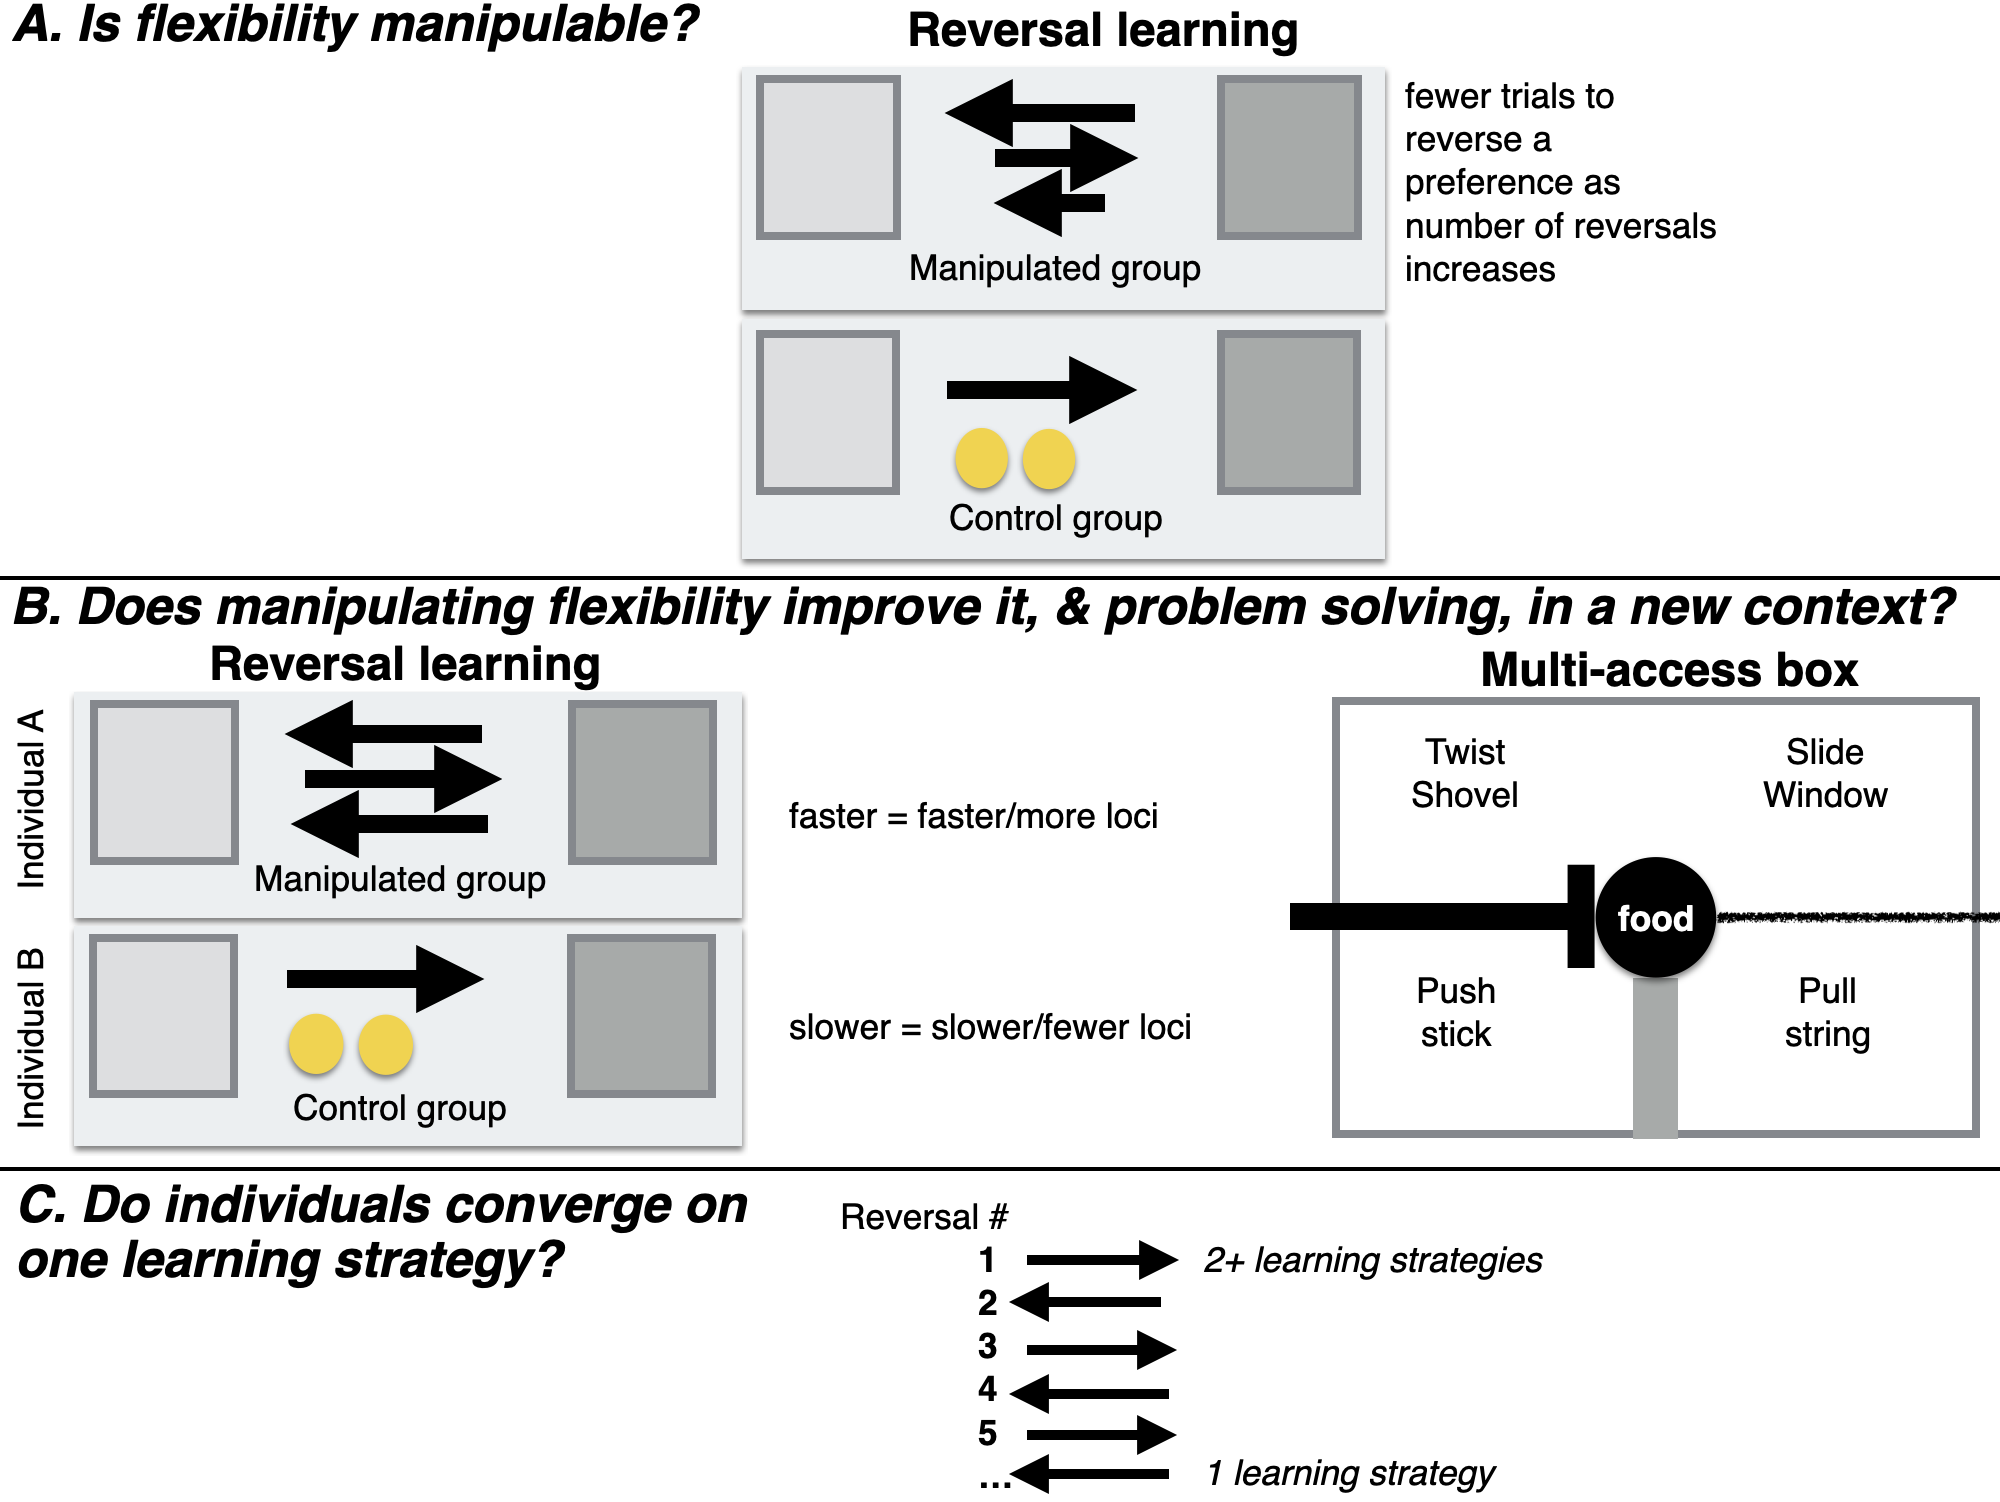 A. Is flexibility manipulable?
Reversal learning
fewer trials to
reverse a
preference as
number of reversals
increases
Manipulated group
Control group
B. Does manipulating flexibility improve it, & problem solving, in a new context?
Reversal learning
Individual A
Manipulated group
Individual B
Control group
faster = faster/more loci
slower = slower/fewer loci
Multi-access box
Twist
Shovel
Slide
Window
food
Push
stick
Pull
string
C. Do individuals converge on
one learning strategy?
Reversal #
1 2+ learning strategies
2
3
4
5
... 1 learning strategy